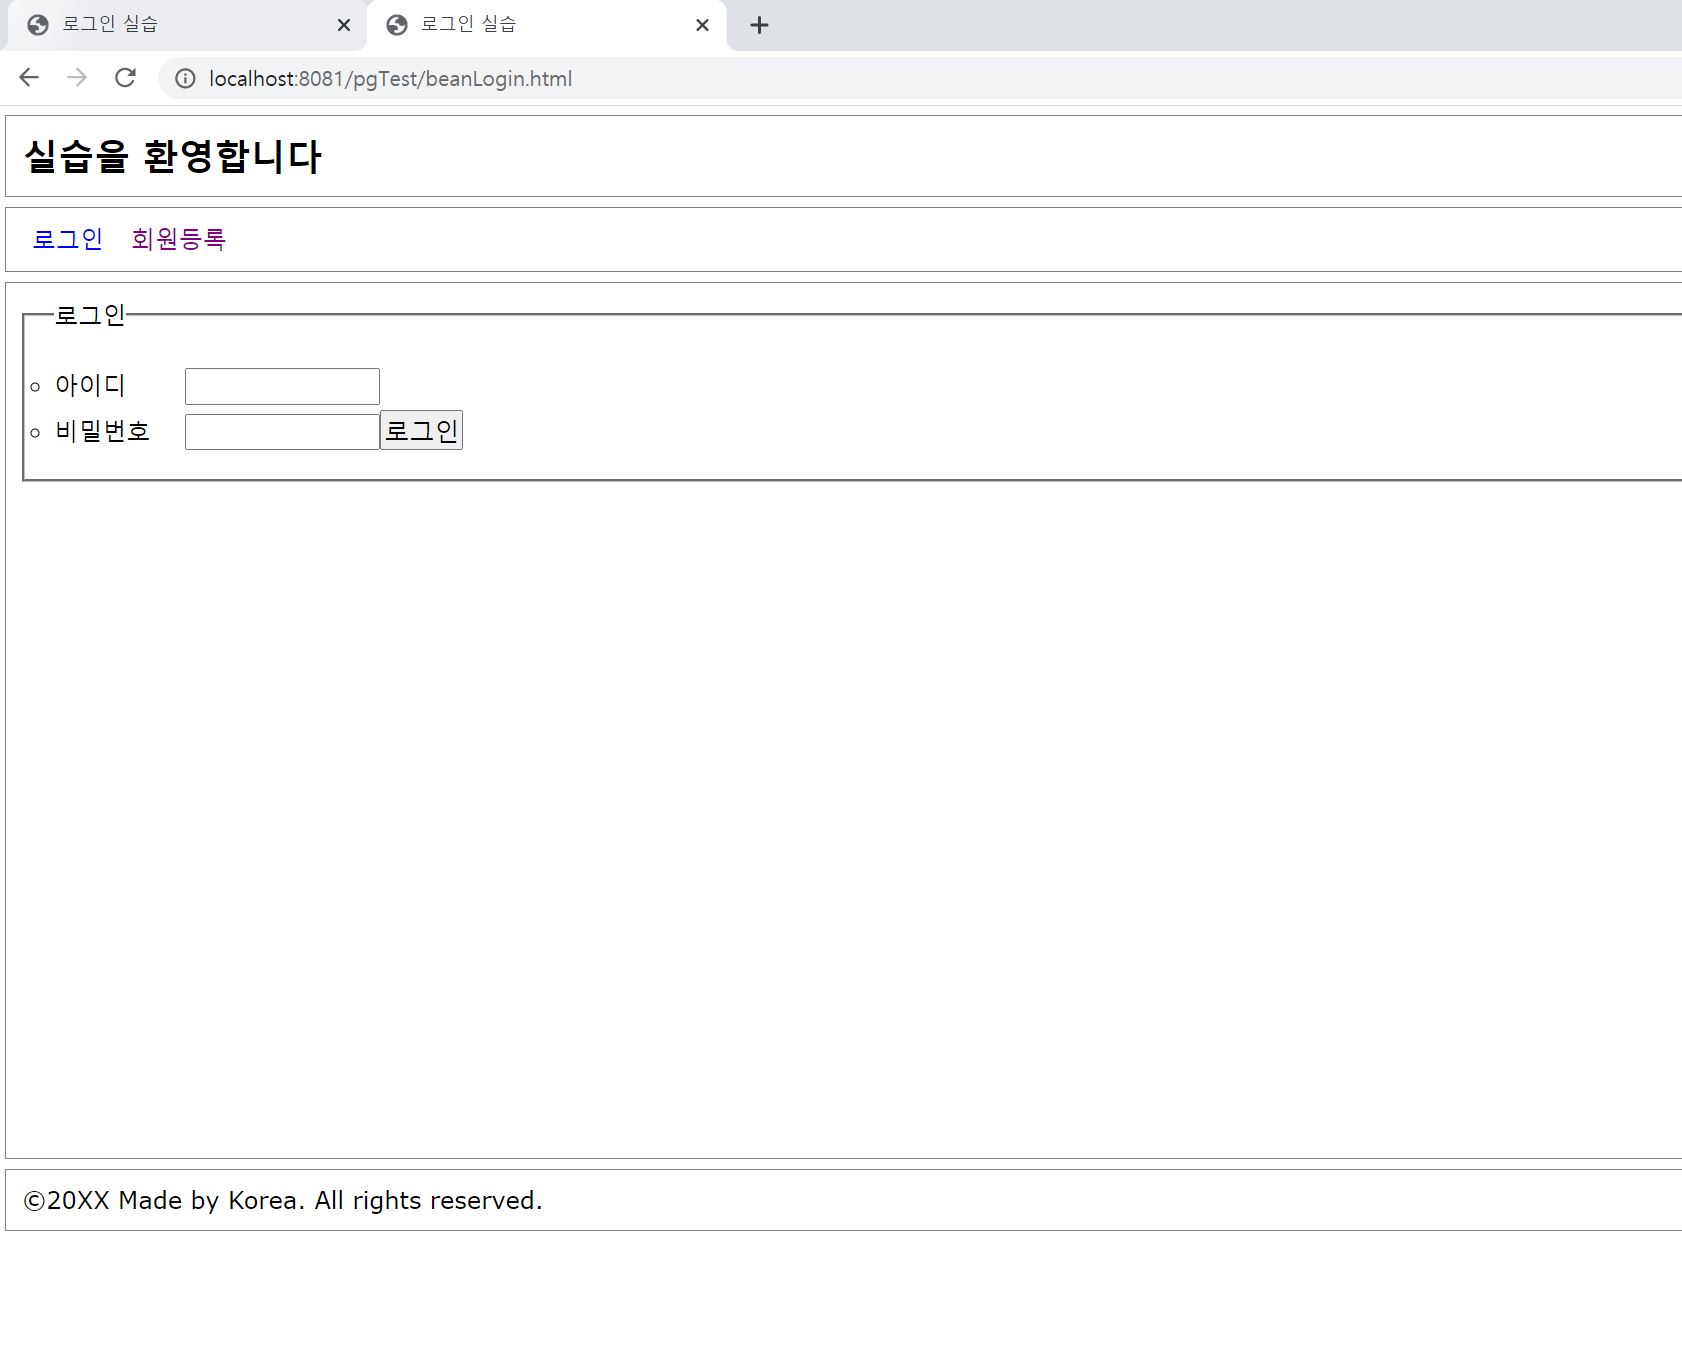 로그인 실습
로그인 실습
localhost:8081/pgTest/beanLogin.html
실습을 환영합니다
로그인 회원등록
로그인
아이디
비밀번호 로그인
©20XX Made by Korea. All rights reserved.